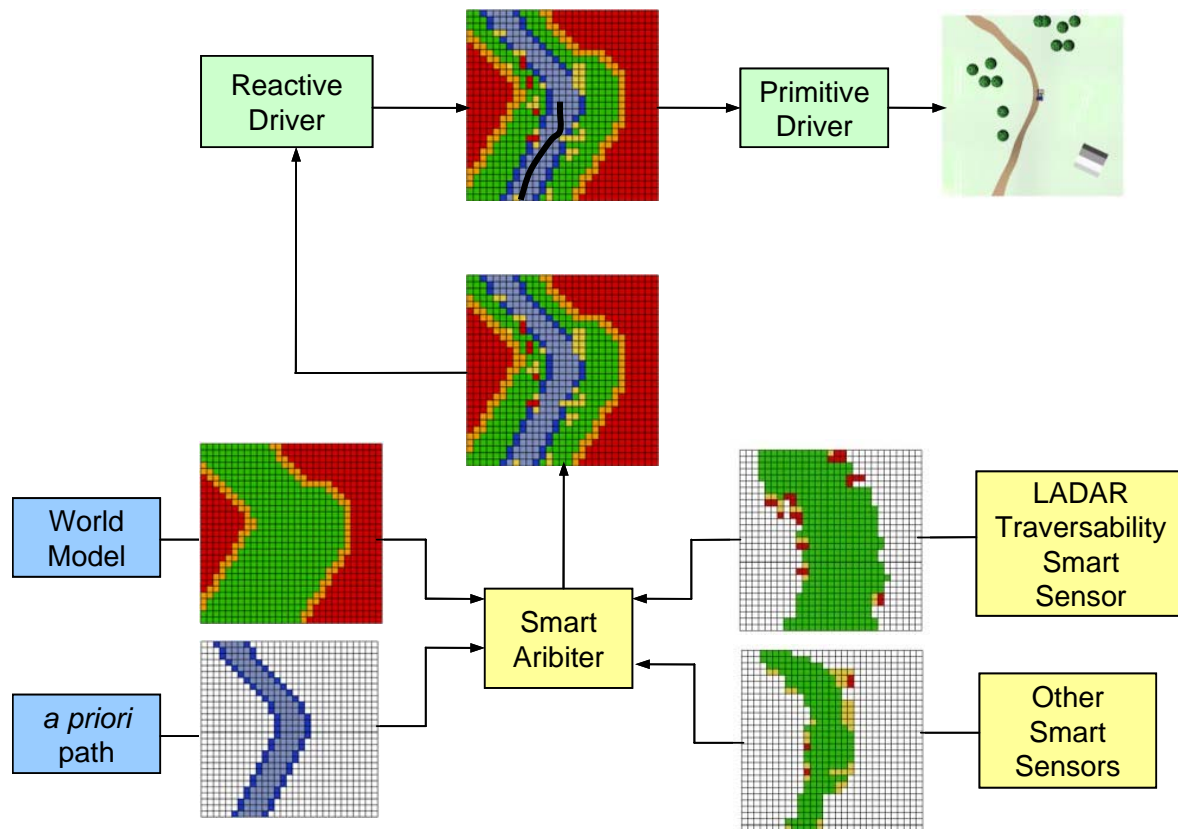 Reactive
Driver
Primitive
Driver
World
Model
LADAR
Traversability
Smart
Sensor
Smart
Aribiter
a priori
path
Other
Smart
Sensors